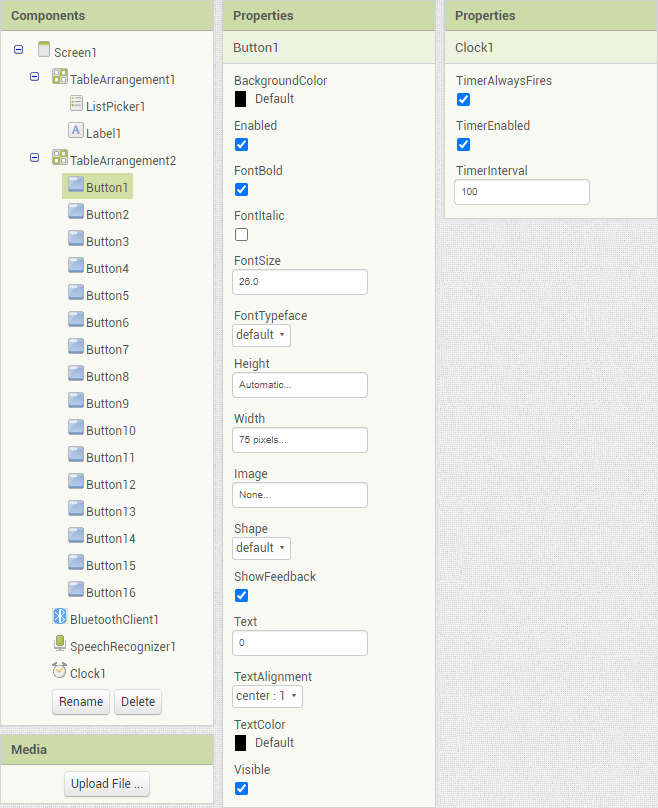 Components
Screen1
TableArrangement1
ListPicker1
A Label1
TableArrangement2
Button1
Button2
Button3
Button4
Button5
Button6
Button7
Button8
Button9
Button10
Button11
Button12
Button13
Button14
Button15
Button16
BluetoothClient1
SpeechRecognizer1
Clock1
Rename Delete
Media
Upload File ...
Properties
Button1
BackgroundColor
Default
Enabled
FontBold
FontItalic
FontSize
26.0
FontTypeface
default
Height
Automatic...
Width
75 pixels...
Image
None...
Shape
default
ShowFeedback
Text
0
TextAlignment
center : 1
TextColor
Default
Visible
Properties
Clock1
TimerAlwaysFires
TimerEnabled
TimerInterval
100